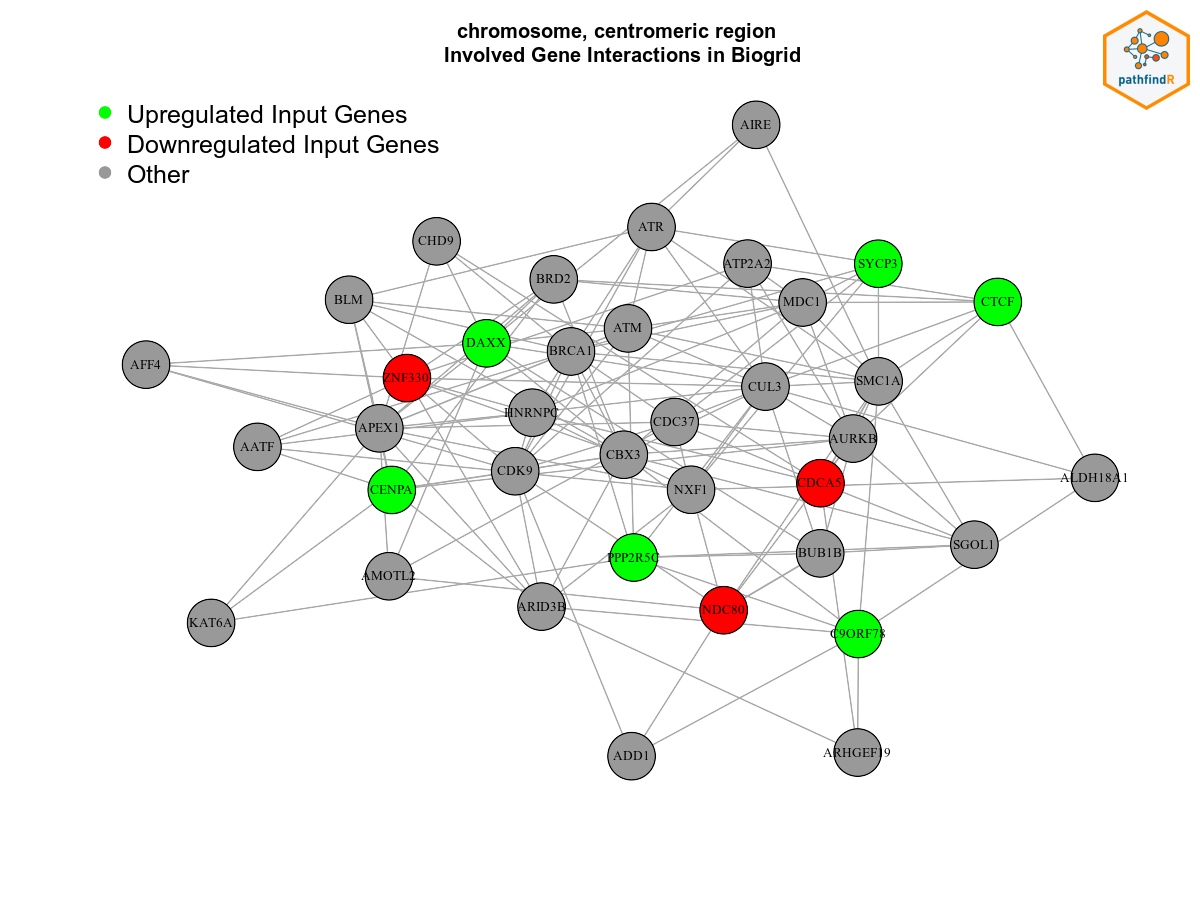 chromosome, centromeric region
Involved Gene Interactions in Biogrid
pathfindR
Upregulated Input Genes
Downregulated Input Genes
Other
AIRE
ATR
CHD9
ATP2A2
SYCP3
BRD2
BLM
MDC1
CTCF
ATM
DAXX
BRCA1
AFF4
ZNF330
CUL3
SMC1A
HNRNPC
CDC37
APEX1
AURKB
AATF
CBX3
CDK9
CENPA
NXF1
CDCA5
ALDH18A1
PPP2R5C
BUB1B
SGOL1
AMOTL2
ARID3B
NDC80
KAT6A
C9ORF78
ADD1
ARHGEF19